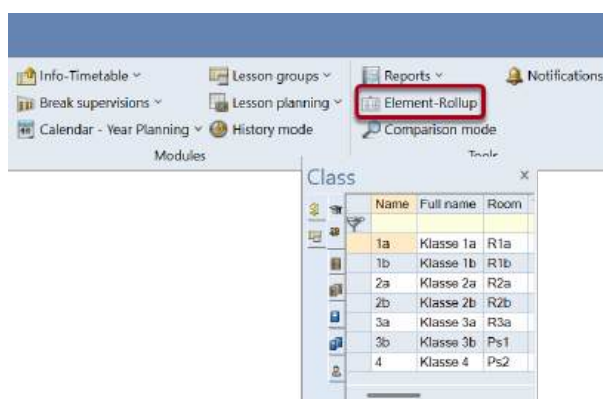 Info-Timetable Lesson groups Reports Notifications
Break supervisions Lesson planning Element-Rollup
Calendar - Year Planning History mode Comparison mode
Modules Tools
Class
Name Full name Room
1a Klasse 1a R1a
1b Klasse 1b R1b
2a Klasse 2a R2a
2b Klasse 2b R2b
3a Klasse 3a R3a
3b Klasse 3b Ps1
4 Klasse 4 Ps2